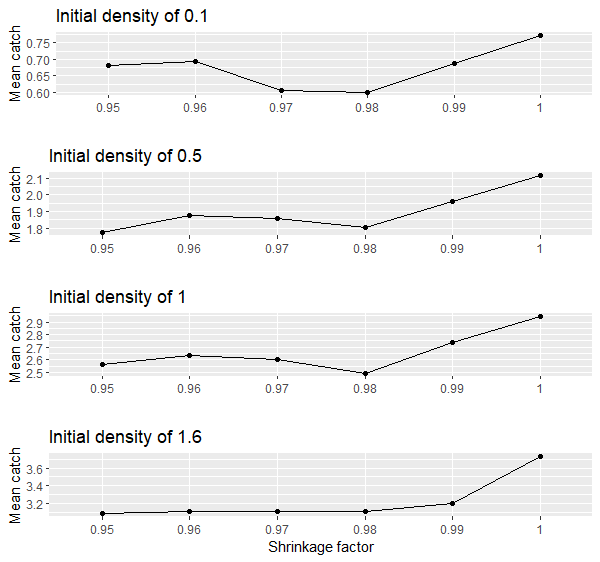 Initial density of 0.1
Mean catch
0.75
0.70
0.65
0.60
0.95 0.96 0.97 0.98 0.99 1
Initial density of 0.5
Mean catch
2.1
2.0
1.9
1.8
0.95 0.96 0.97 0.98 0.99 1
Initial density of 1
Mean catch
2.9
2.8
2.7
2.6
2.5
0.95 0.96 0.97 0.98 0.99 1
Initial density of 1.6
Mean catch
3.6
3.4
3.2
0.95 0.96 0.97 0.98 0.99 1
Shrinkage factor